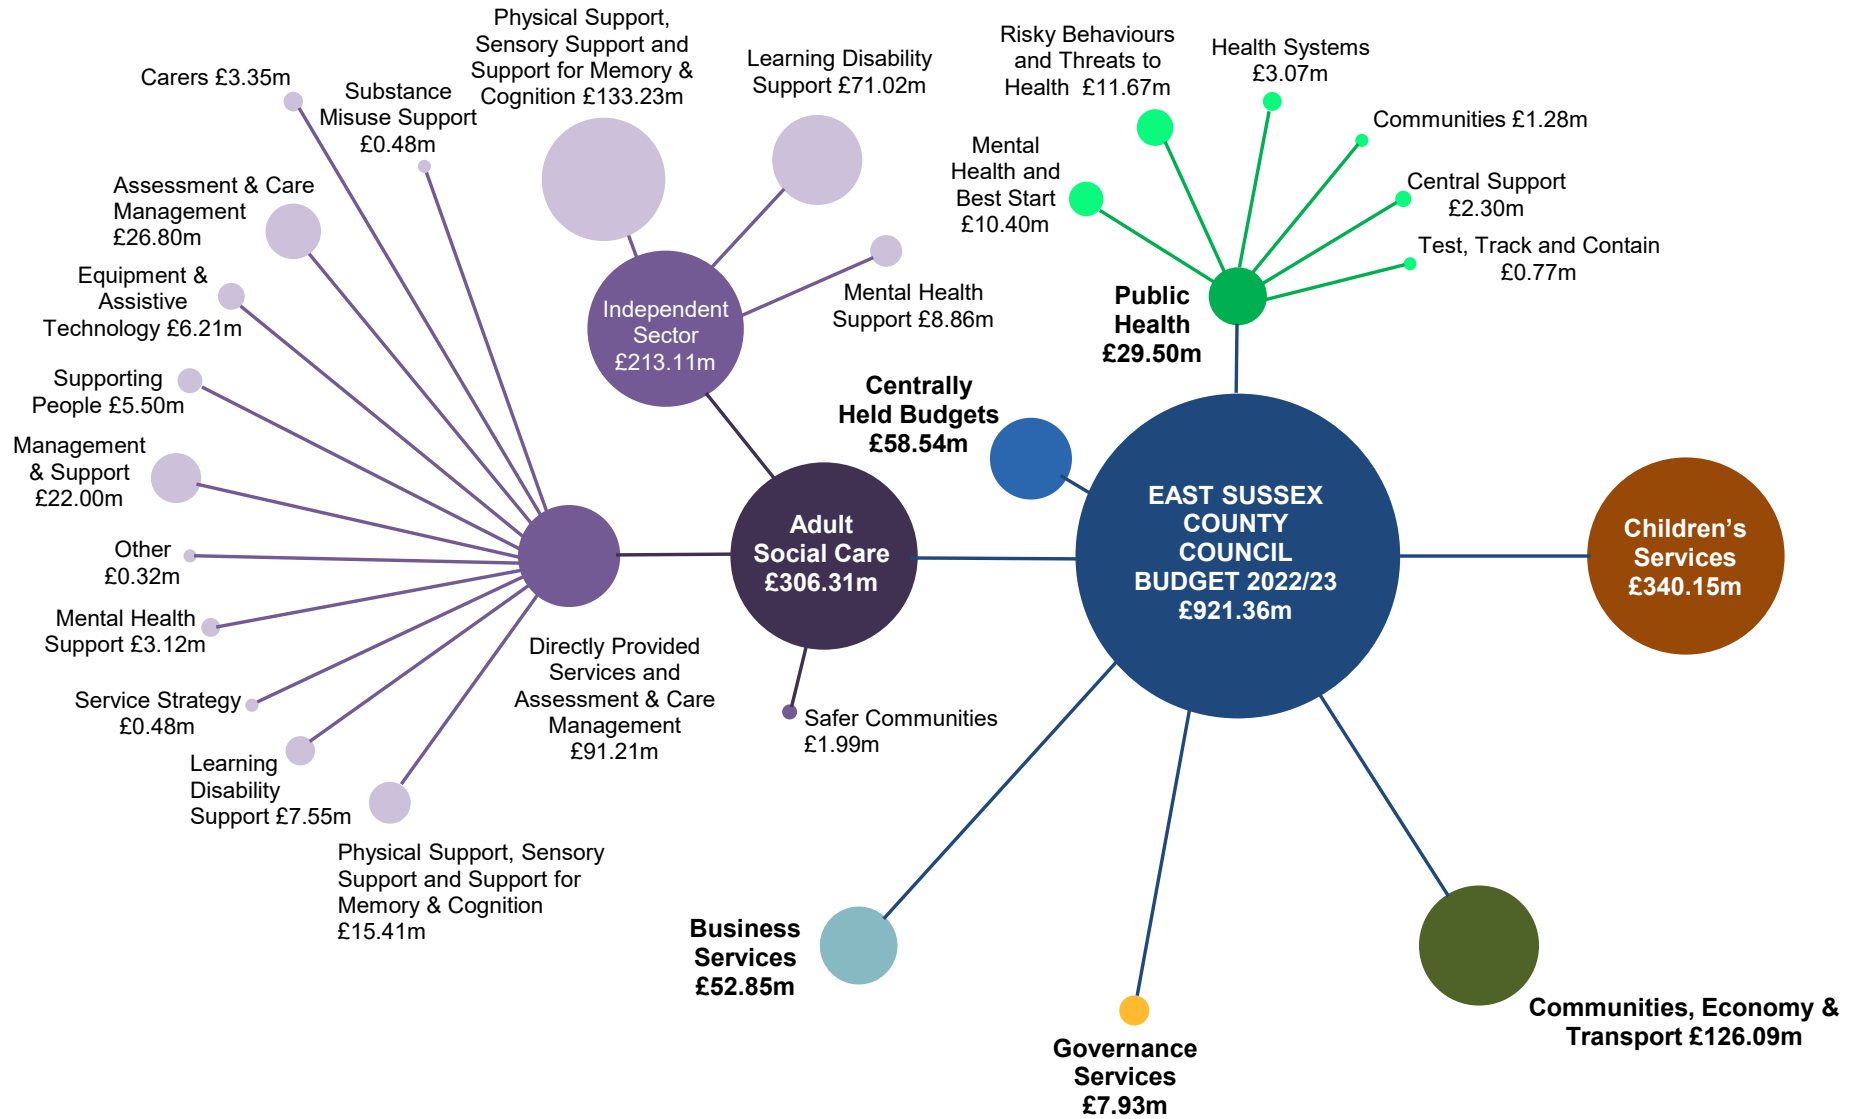 Physical Support,
Sensory Support and
Support for Memory &
Cognition £133.23m
Learning Disability
Support £71.02m
Risky Behaviours
and Threats to
Health  £11.67m
Health Systems
£3.07m
Carers £3.35m
Substance
Misuse Support
£0.48m
Communities £1.28m
Mental
Health and
Best Start
£10.40m
Assessment & Care
Management
£26.80m
Central Support
£2.30m
Test, Track and Contain
£0.77m
Equipment &
Assistive
Technology £6.21m
Independent
Sector
£213.11m
Mental Health
Support £8.86m
Public
Health
£29.50m
Supporting
People £5.50m
Centrally
Held Budgets
£58.54m
Management
& Support
£22.00m
EAST SUSSEX
COUNTY
COUNCIL
BUDGET 2022/23
£921.36m
Adult
Social Care
£306.31m
Children’s
Services
£340.15m
Other
£0.32m
Mental Health
Support £3.12m
Directly Provided
Services and
Assessment & Care
Management
£91.21m
Service Strategy
£0.48m
Safer Communities
£1.99m
Learning
Disability
Support £7.55m
Physical Support, Sensory
Support and Support for
Memory & Cognition
£15.41m
Business
Services
£52.85m
Governance
Services
£7.93m
Communities, Economy &
Transport £126.09m